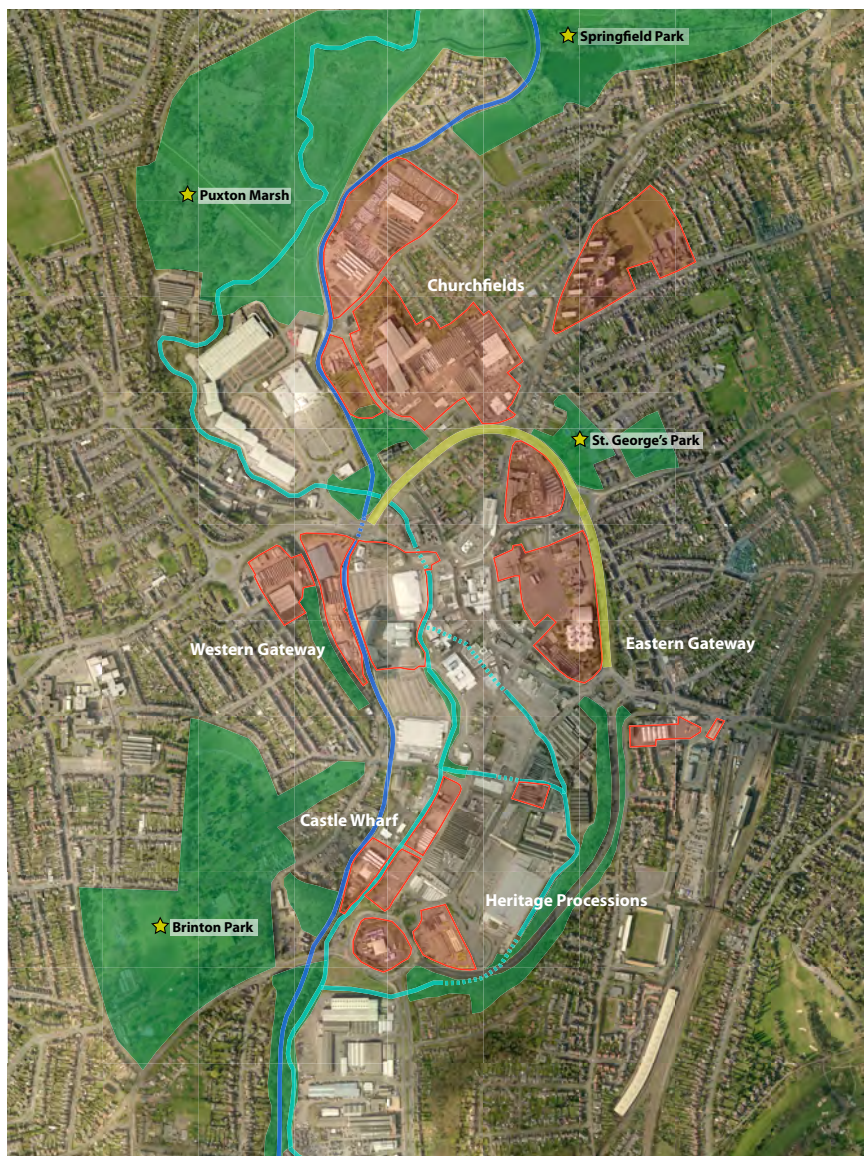 Springfield Park
Puxton Marsh
Churchfields
St. George's Park
Western Gateway
Eastern Gateway
Castle Wharf
Heritage Processions
Brinton Park